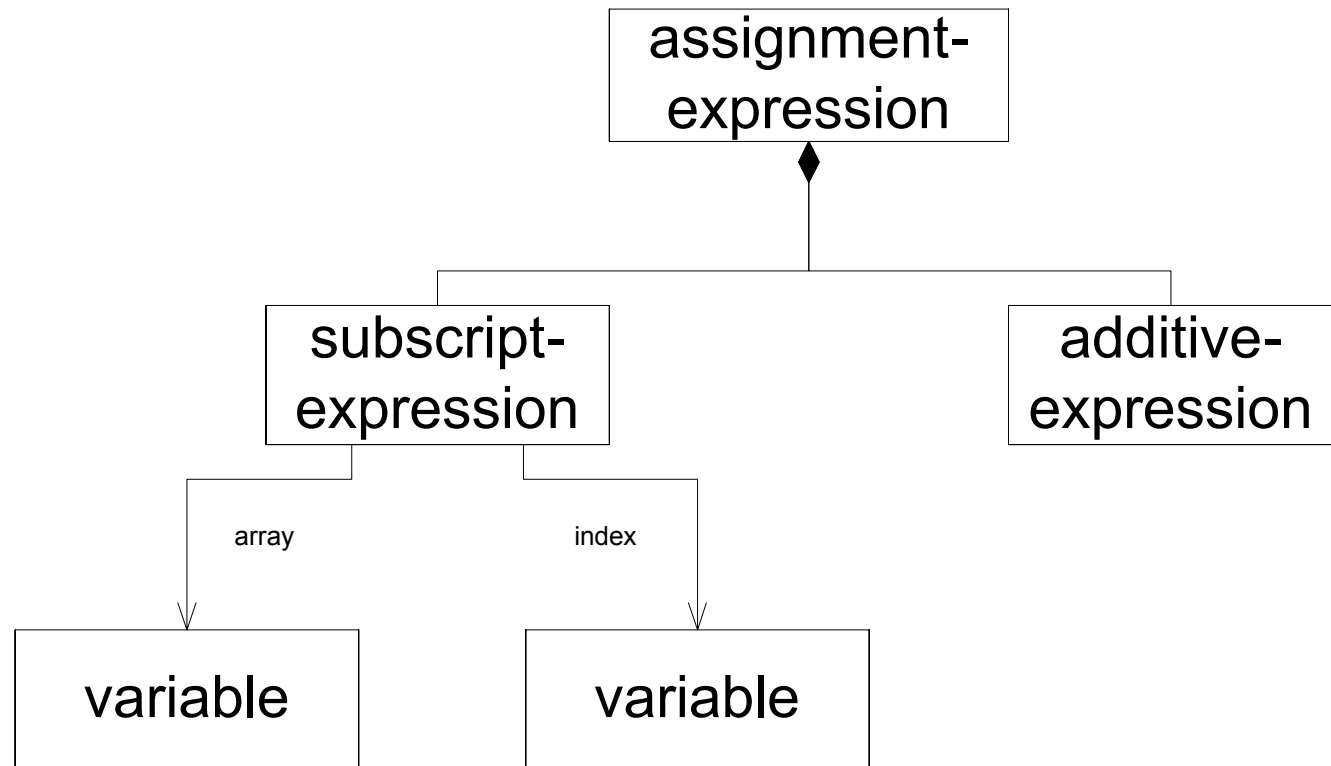 assignment-
expression
subscript-
expression
additive-
expression
array
index
variable
variable